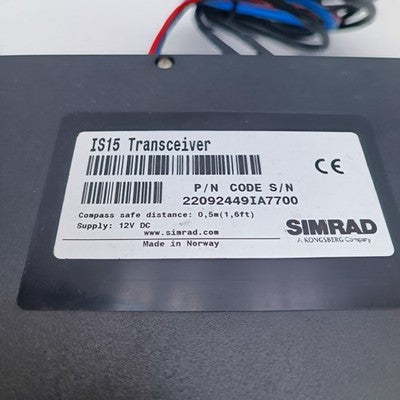 IS15 Transceiver
CE
P/N CODE S/N
22092449IA7700
Compass safe distance: 0,5m(1,6ft)
Supply: 12V DC
www.simrad.com
Made in Norway
SIMRAD
A KONGSBERG Company